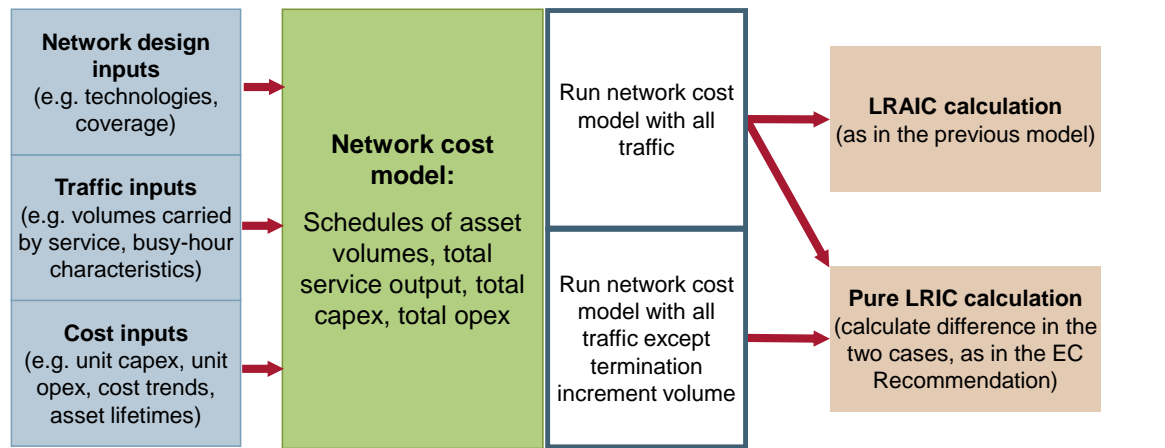 Network design
inputs
(e.g. technologies,
coverage)
Traffic inputs
(e.g. volumes carried
by service, busy-hour
characteristics)
Cost inputs
(e.g. unit capex, unit
opex, cost trends,
asset lifetimes)
Network cost
model:
Schedules of asset
volumes, total
service output, total
capex, total opex
Run network cost
model with all
traffic
Run network cost
model with all
traffic except
termination
increment volume
LRAIC calculation
(as in the previous model)
Pure LRIC calculation
(calculate difference in the
two cases, as in the EC
Recommendation)